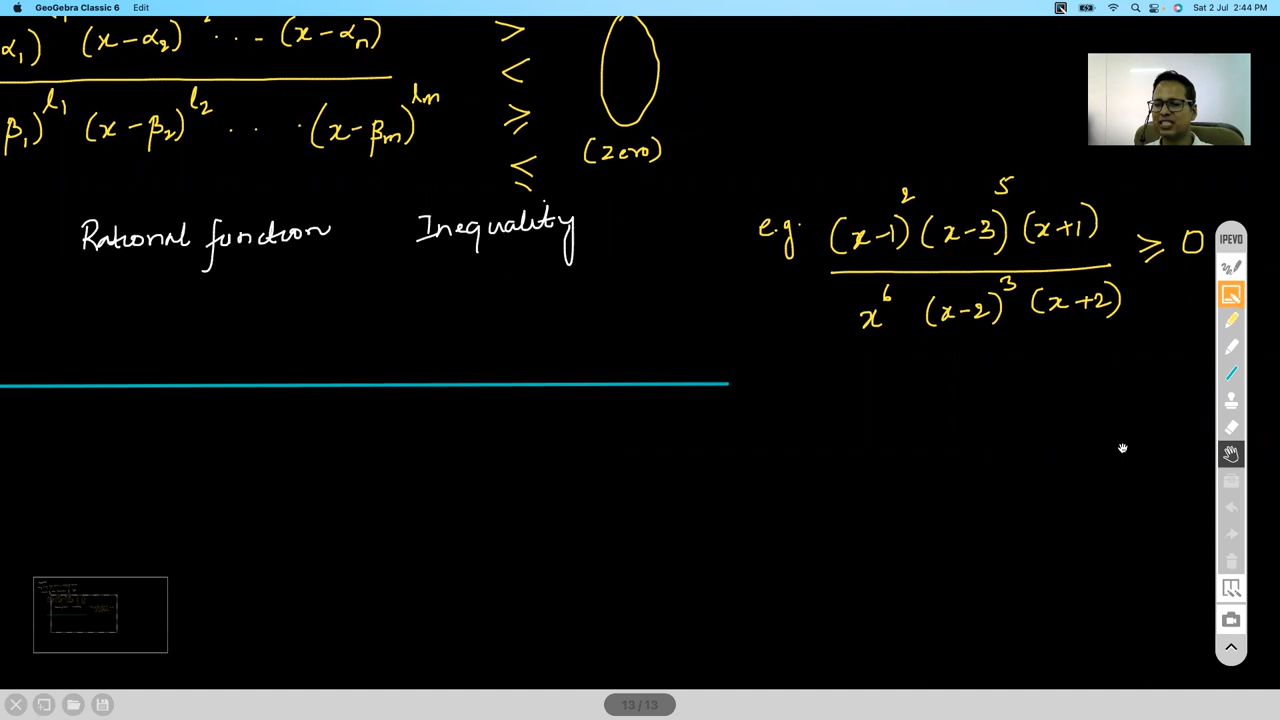 GeoGebra Classic 6 Edit Sat 2 Jul 2:44 PM
α₁) (x-α₂) ··· (x-αₙ) >
<
β₁)^l₁ (x-β₂)^l₂ ··· (x-βₘ)^lₘ ≥
(Zero)
≤
Rational function Inequality
e.g. (x-1)² (x-3)⁵ (x+1) ≥ 0
x⁶ (x-2)³ (x+2)
IPEVO
13/13